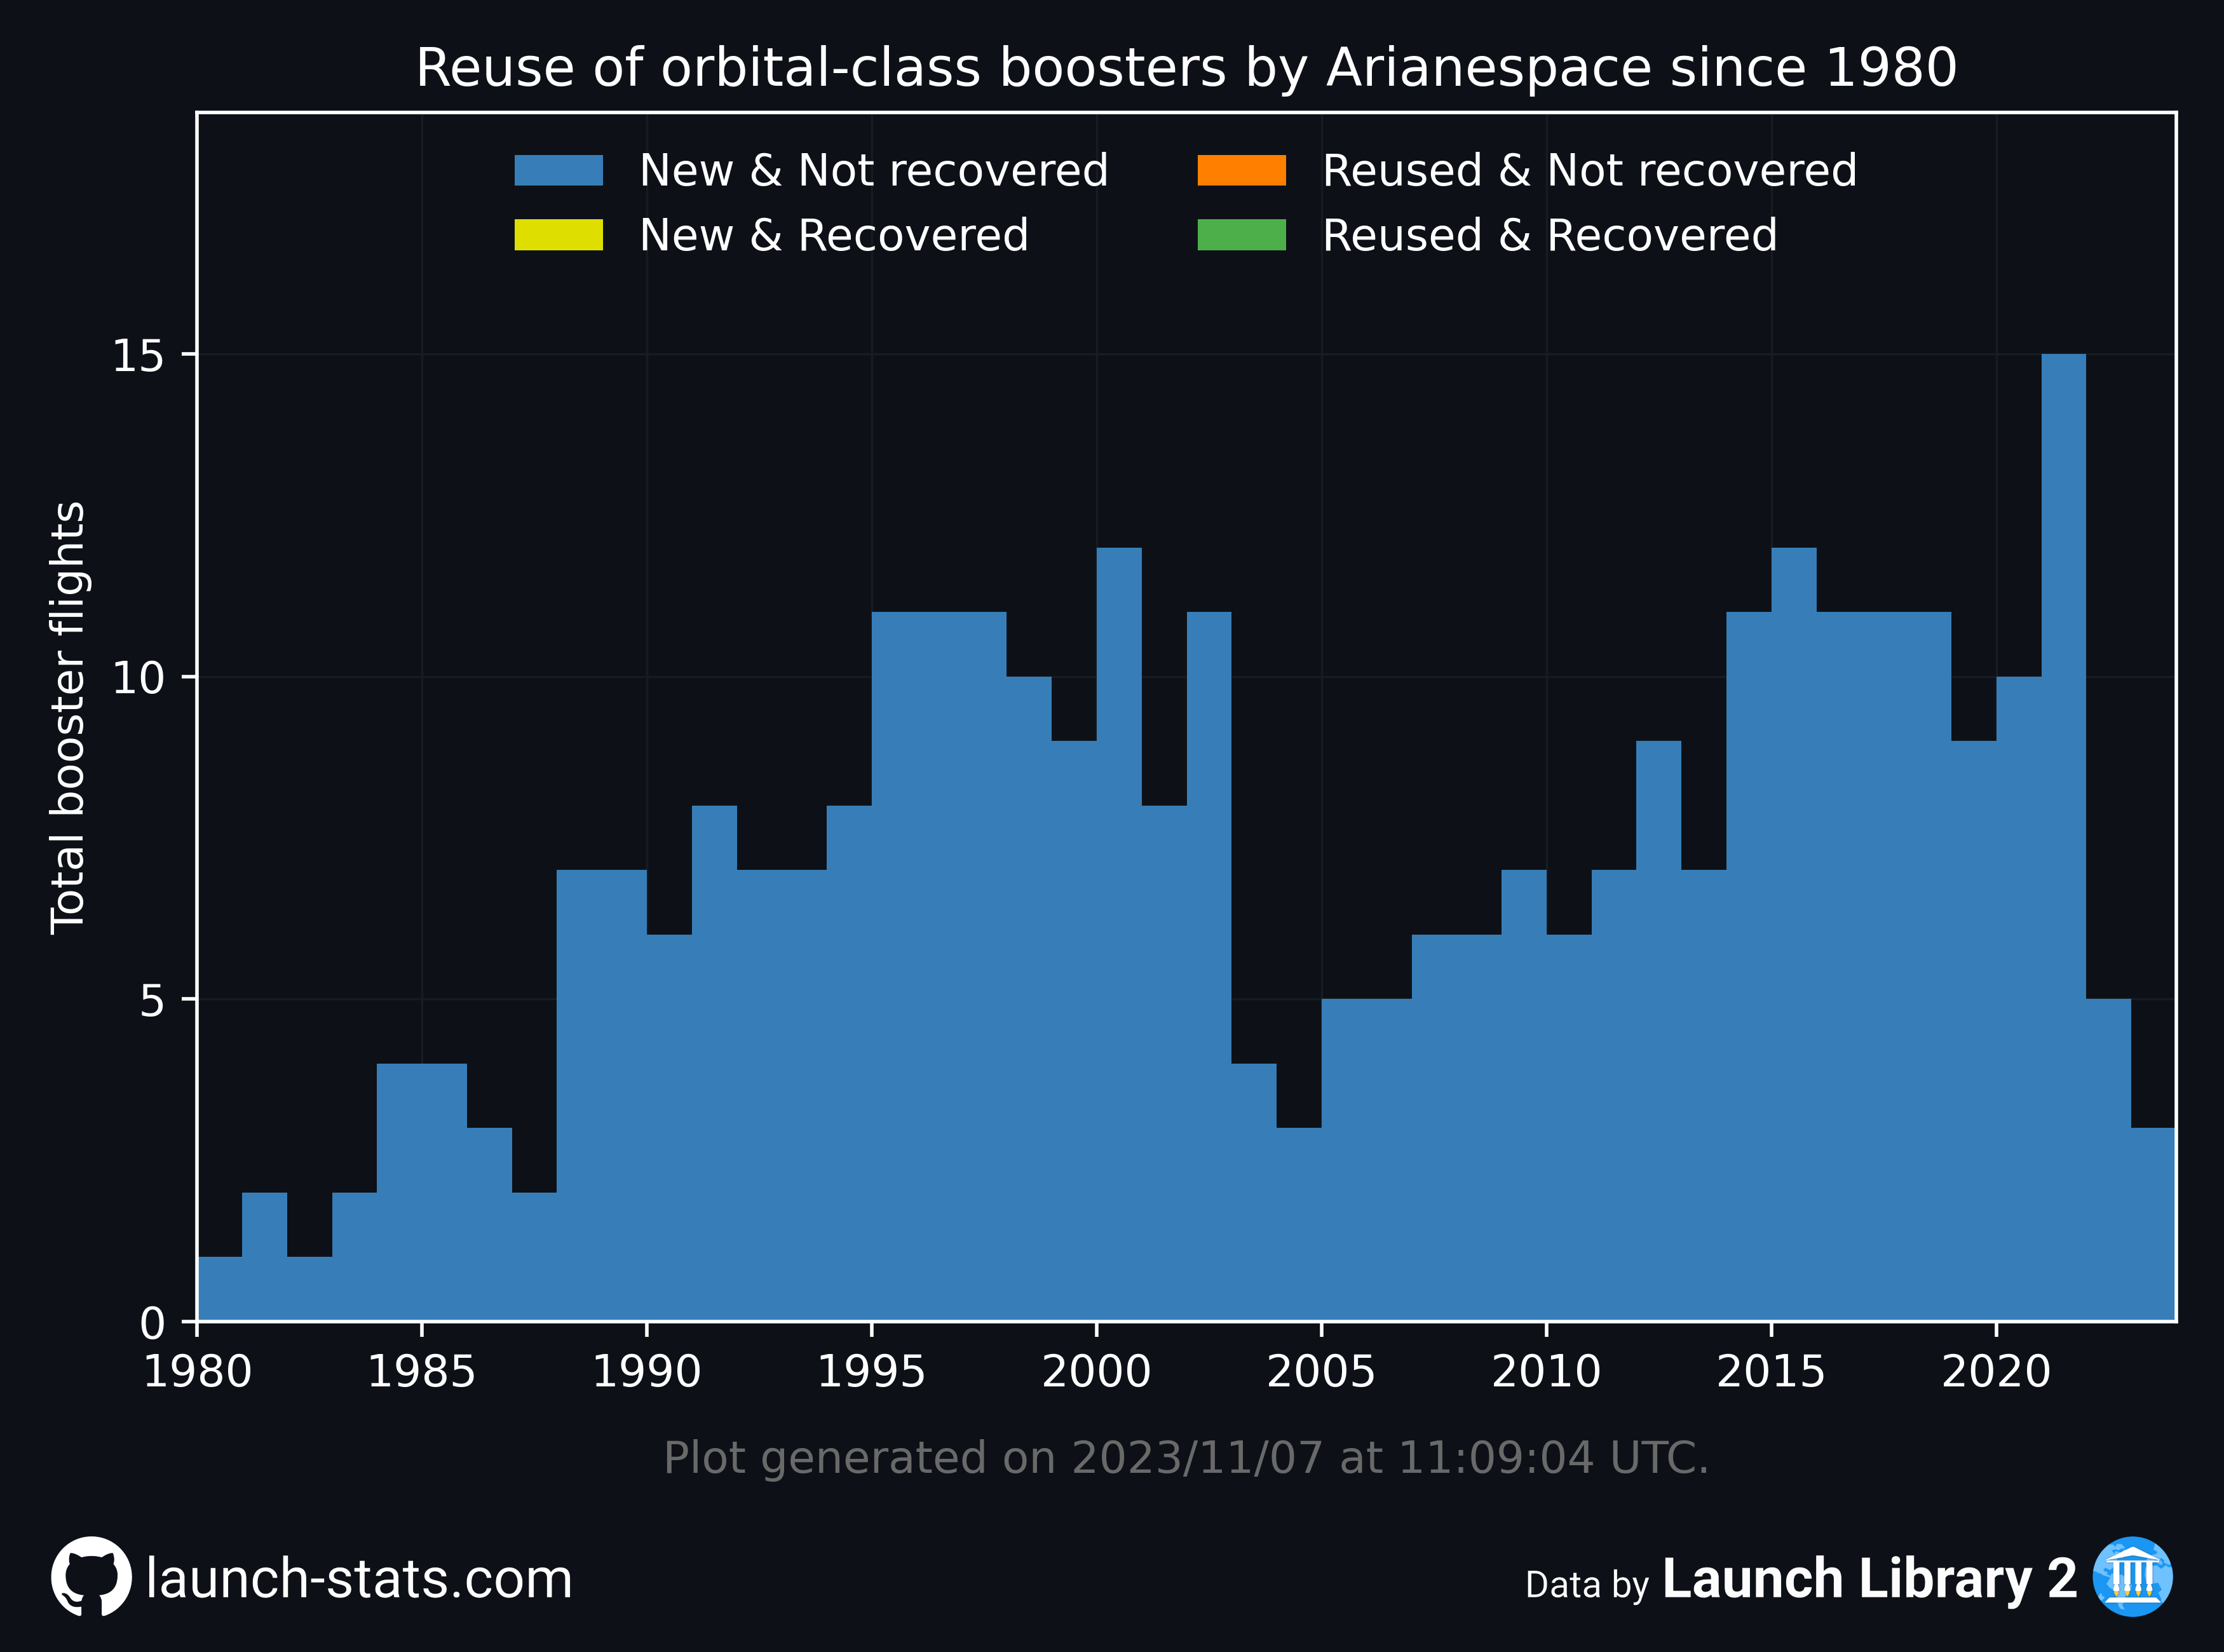 Reuse of orbital-class boosters by Arianespace since 1980
New & Not recovered
New & Recovered
Reused & Not recovered
Reused & Recovered
Total booster flights
15
10
5
0
1980 1985 1990 1995 2000 2005 2010 2015 2020
Plot generated on 2023/11/07 at 11:09:04 UTC.
launch-stats.com
Data by Launch Library 2